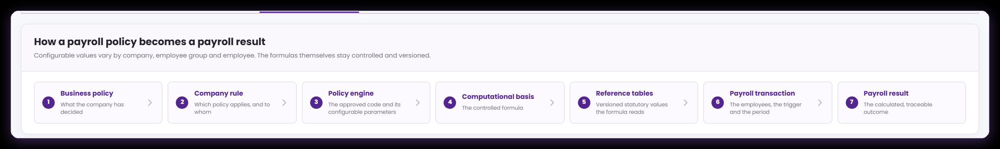 How a payroll policy becomes a payroll result
Configurable values vary by company, employee group and employee. The formulas themselves stay controlled and versioned.
1
Business policy
What the company has
decided
2
Company rule
Which policy applies, and to
whom
3
Policy engine
The approved code and its
configurable parameters
4
Computational basis
The controlled formula
5
Reference tables
Versioned statutory values
the formula reads
6
Payroll transaction
The employees, the trigger
and the period
7
Payroll result
The calculated, traceable
outcome